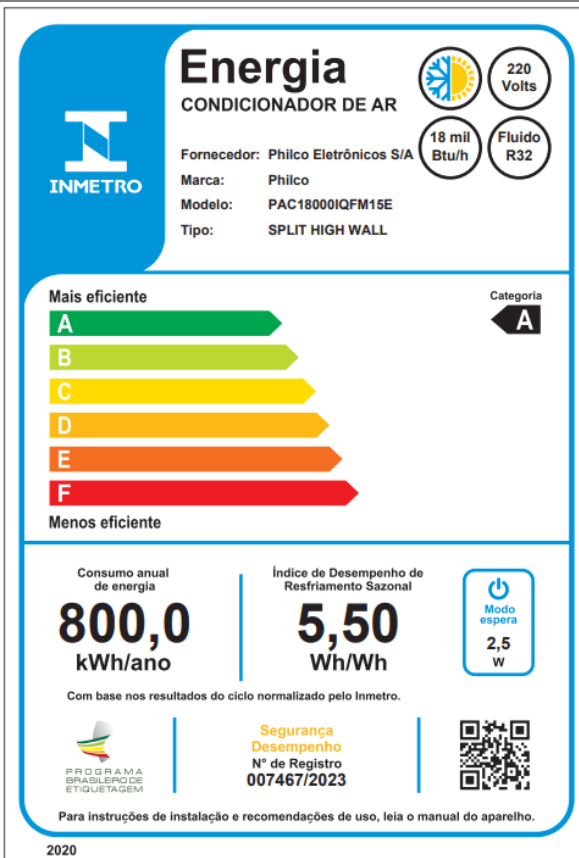 Energia
CONDICIONADOR DE AR
220
Volts
18 mil
Btu/h
Fluido
R32
INMETRO
Fornecedor: Philco Eletrônicos S/A
Marca: Philco
Modelo: PAC18000IQFM15E
Tipo: SPLIT HIGH WALL
Mais eficiente
Categoria
A
A
B
C
D
E
F
Menos eficiente
Consumo anual
de energia
800,0
kWh/ano
Índice de Desempenho de
Resfriamento Sazonal
5,50
Wh/Wh
Modo
espera
2,5
W
Com base nos resultados do ciclo normalizado pelo Inmetro.
PROGRAMA
BRASILEIRO DE
ETIQUETAGEM
Segurança
Desempenho
N° de Registro
007467/2023
Para instruções de instalação e recomendações de uso, leia o manual do aparelho.
2020